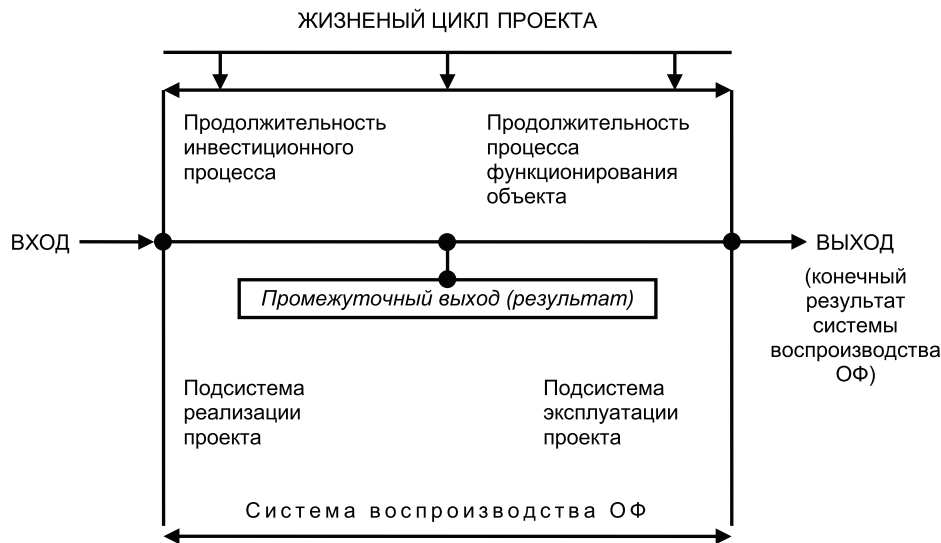 ЖИЗНЕНЫЙ ЦИКЛ ПРОЕКТА
Продолжительность
инвестиционного
процесса
Продолжительность
процесса
функционирования
объекта
ВХОД
ВЫХОД
(конечный
результат
системы
воспроизводства
ОФ)
Промежуточный выход (результат)
Подсистема
реализации
проекта
Подсистема
эксплуатации
проекта
Система воспроизводства ОФ